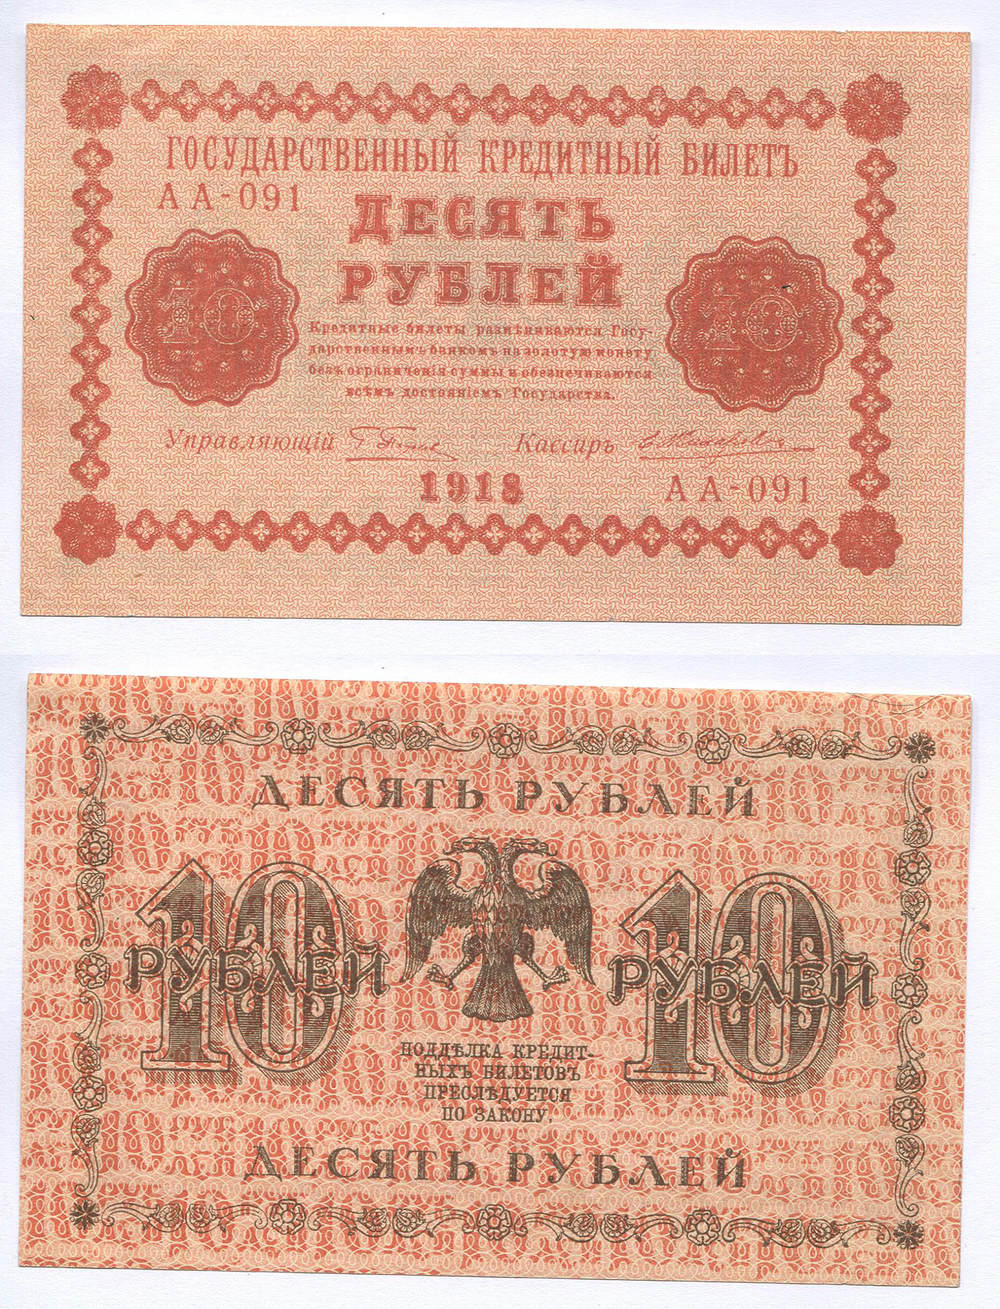 ГОСУДАРСТВЕННЫЙ КРЕДИТНЫЙ БИЛЕТЪ
АА-091
ДЕСЯТЬ
РУБЛЕЙ
10
10
Кредитные билеты размѣниваются Госу-
дарственнымъ банкомъ на золотую монету
безъ ограниченія суммы и обезпечиваются
всѣмъ достояніемъ Государства.
Управляющій
Кассиръ
1918
АА-091
ДЕСЯТЬ РУБЛЕЙ
10
РУБЛЕЙ
10
РУБЛЕЙ
ПОДДѢЛКА КРЕДИТ-
НЫХЪ БИЛЕТОВЪ
ПРЕСЛѢДУЕТСЯ
ПО ЗАКОНУ.
ДЕСЯТЬ РУБЛЕЙ